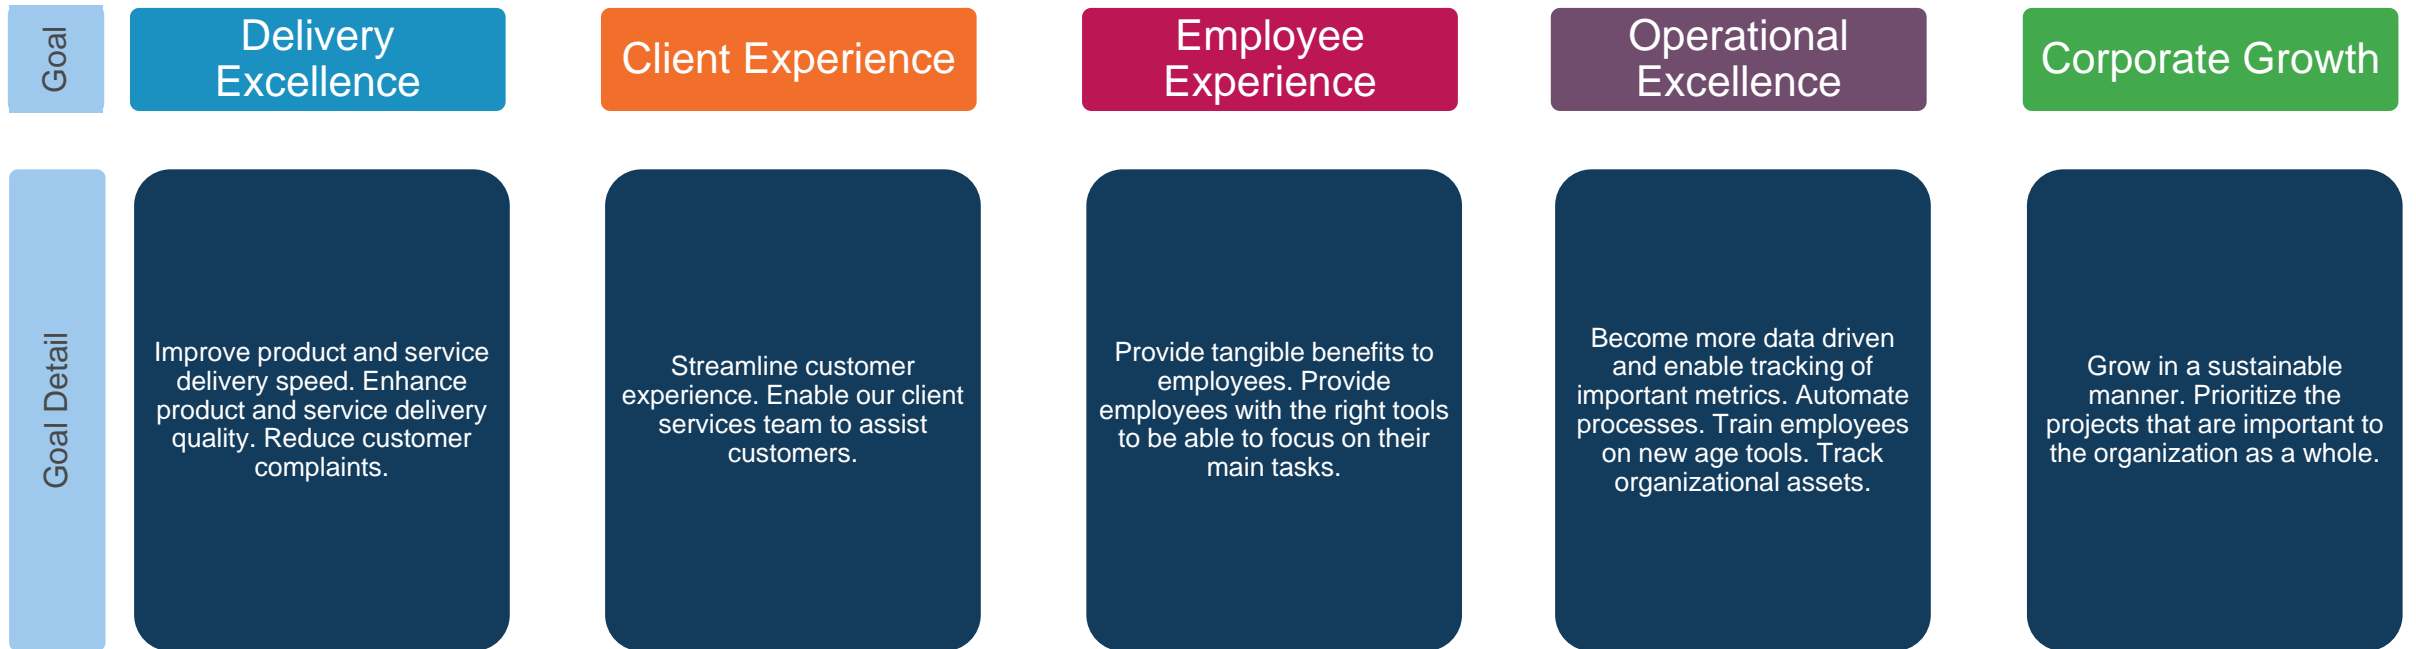 Goal
Delivery
Excellence
Client Experience
Employee
Experience
Operational
Excellence
Corporate Growth
Goal Detail
Improve product and service
delivery speed. Enhance
product and service delivery
quality. Reduce customer
complaints.
Streamline customer
experience. Enable our client
services team to assist
customers.
Provide tangible benefits to
employees. Provide
employees with the right tools
to be able to focus on their
main tasks.
Become more data driven
and enable tracking of
important metrics. Automate
processes. Train employees
on new age tools. Track
organizational assets.
Grow in a sustainable
manner. Prioritize the
projects that are important to
the organization as a whole.